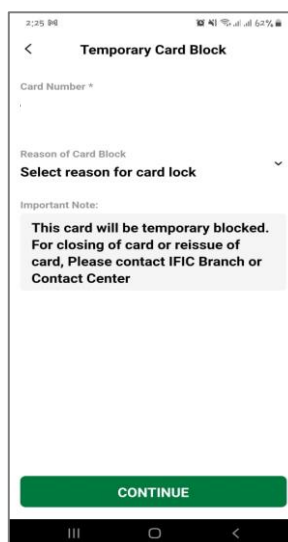 2:25
62%
Temporary Card Block
Card Number *
Reason of Card Block
Select reason for card lock
Important Note:
This card will be temporary blocked.
For closing of card or reissue of
card, Please contact IFIC Branch or
Contact Center
CONTINUE